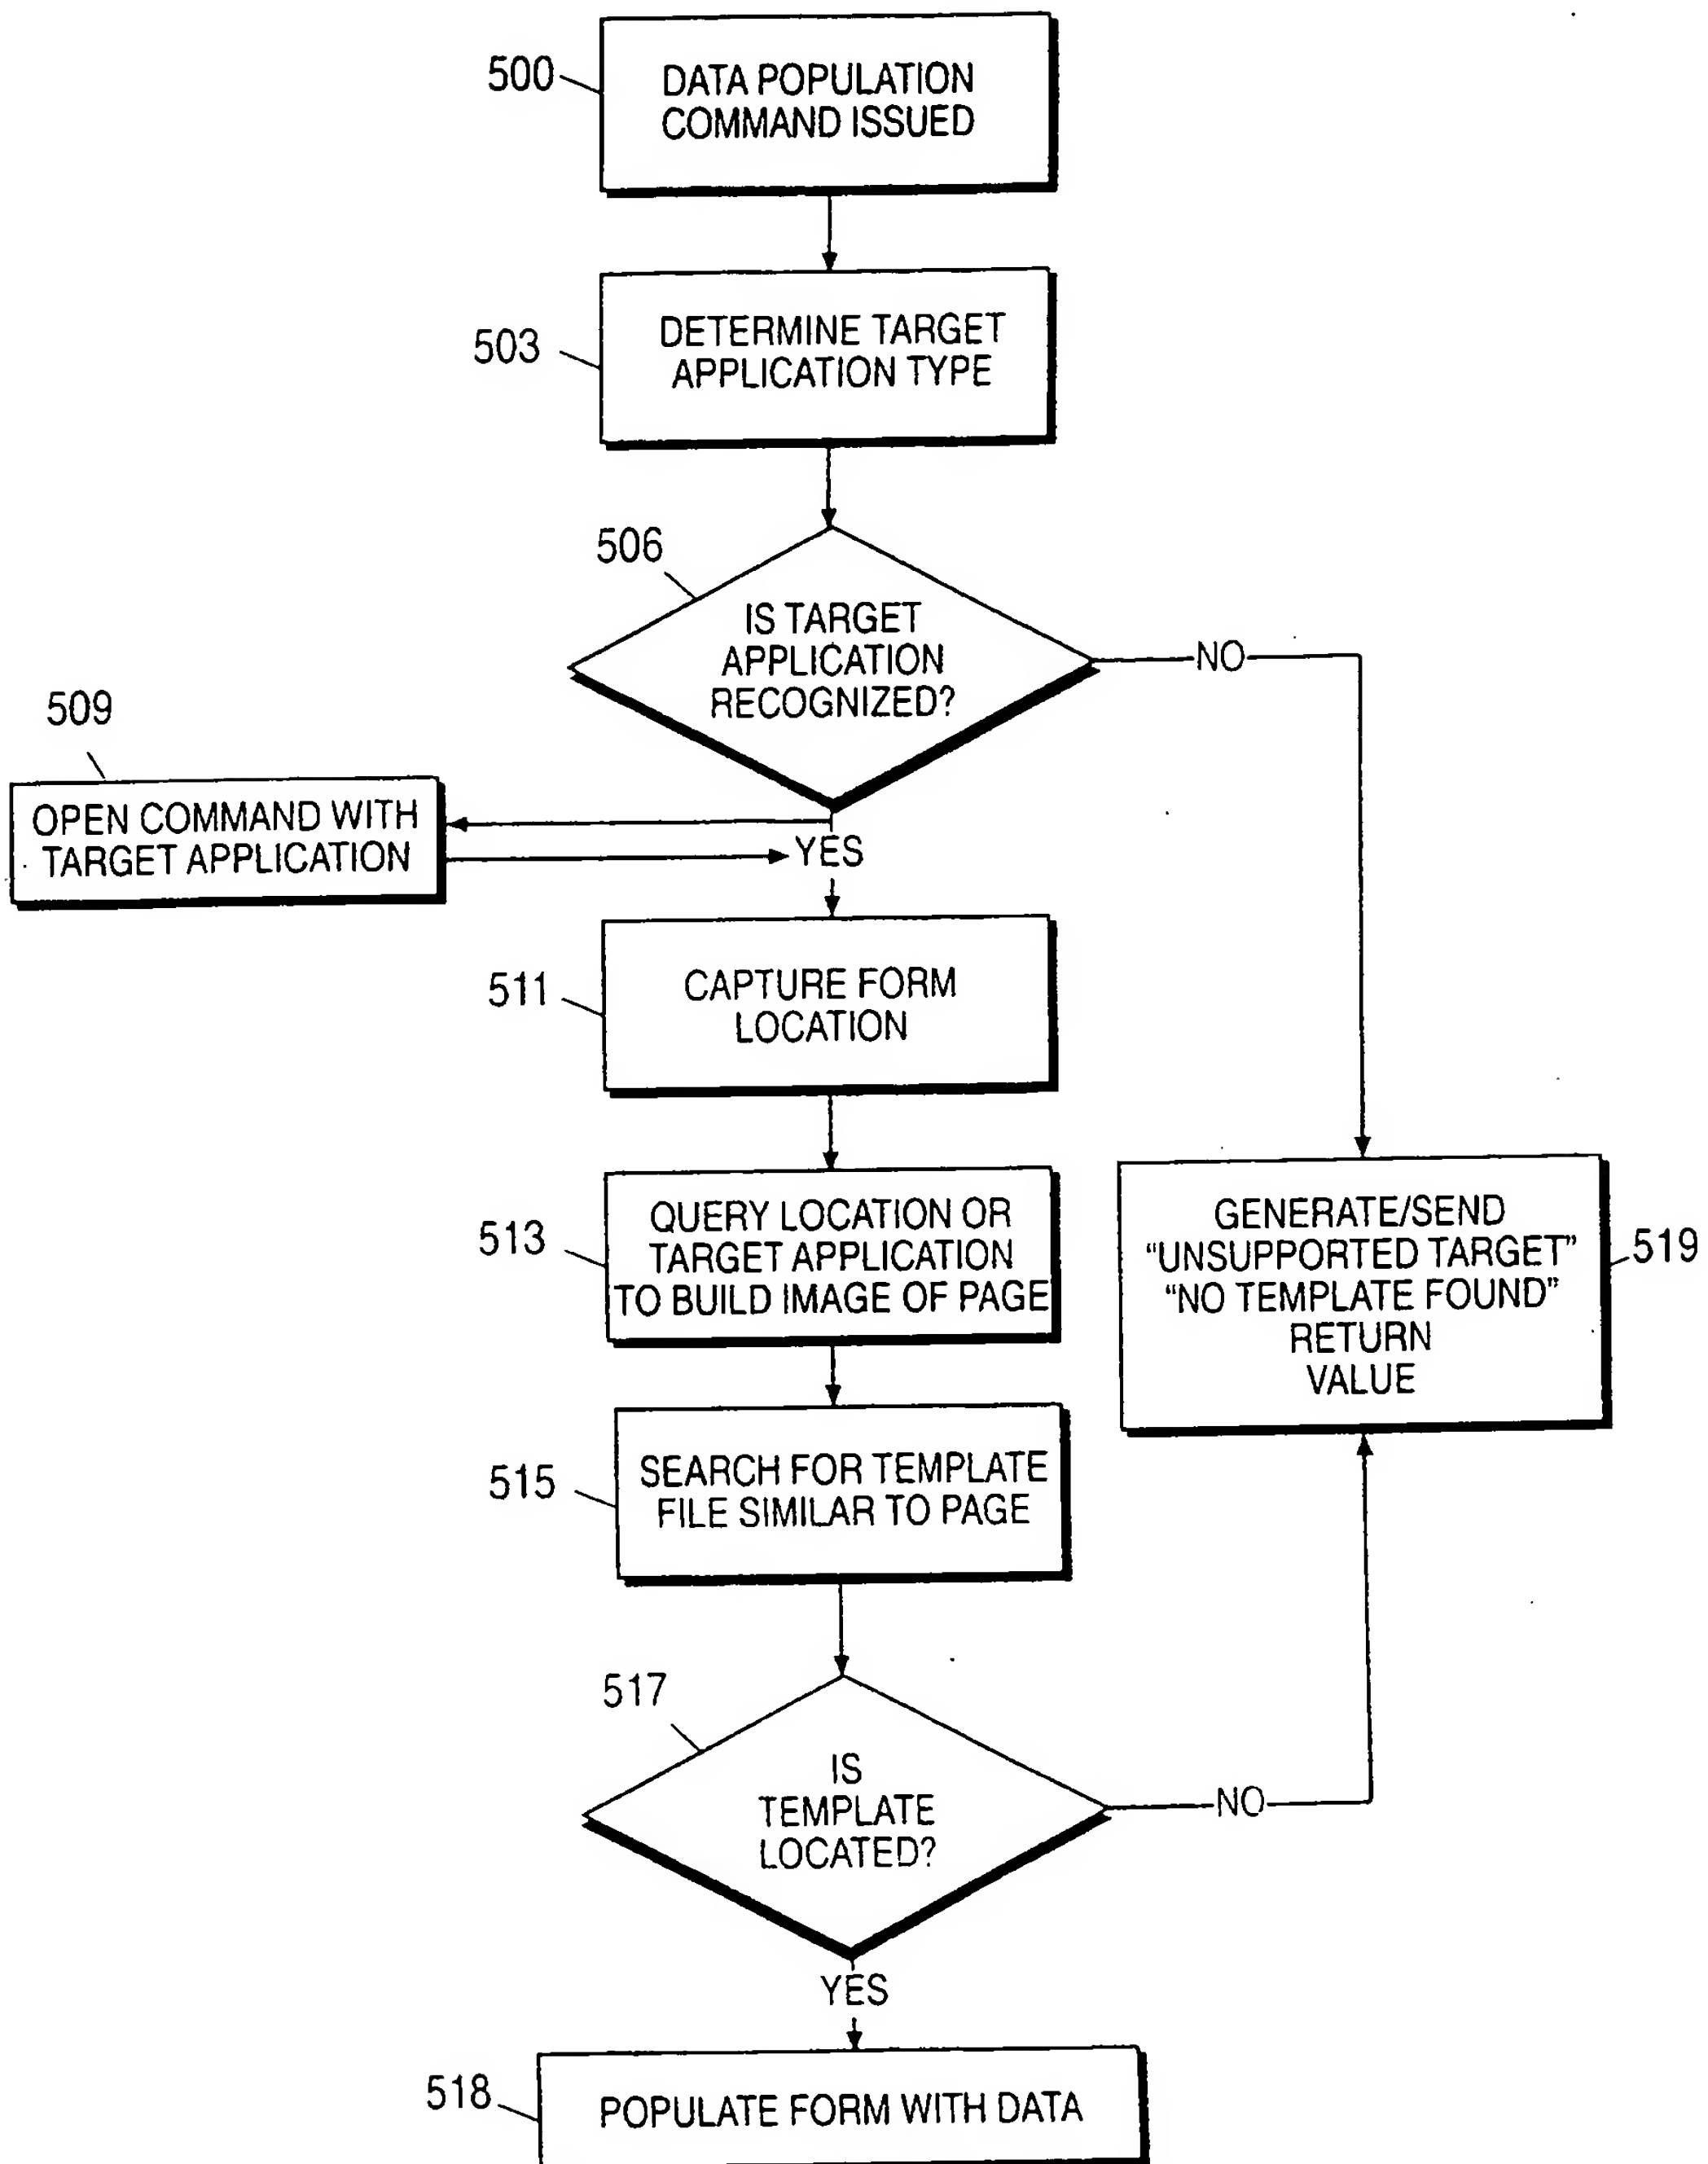 500
DATA POPULATION
COMMAND ISSUED
503
DETERMINE TARGET
APPLICATION TYPE
506
IS TARGET
APPLICATION
RECOGNIZED?
NO
509
OPEN COMMAND WITH
TARGET APPLICATION
YES
511
CAPTURE FORM
LOCATION
513
QUERY LOCATION OR
TARGET APPLICATION
TO BUILD IMAGE OF PAGE
GENERATE/SEND
“UNSUPPORTED TARGET”
“NO TEMPLATE FOUND”
RETURN
VALUE
519
515
SEARCH FOR TEMPLATE
FILE SIMILAR TO PAGE
517
IS
TEMPLATE
LOCATED?
NO
YES
518
POPULATE FORM WITH DATA